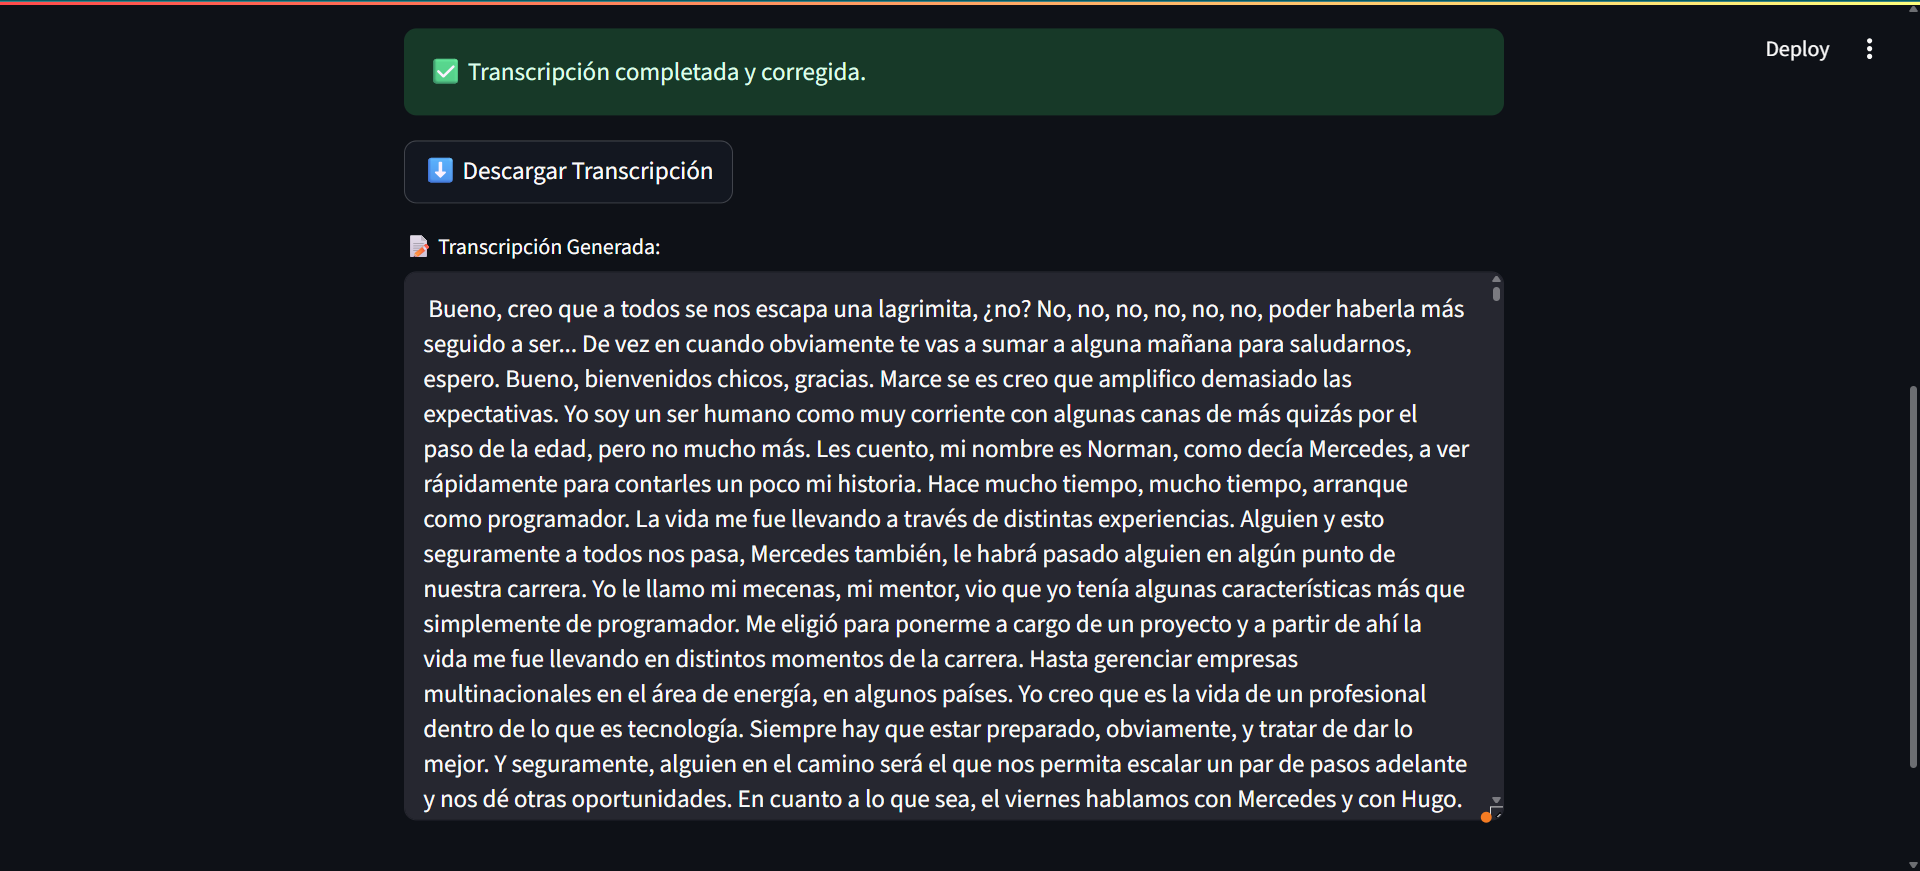 Deploy
Transcripción completada y corregida.
Descargar Transcripción
Transcripción Generada:
Bueno, creo que a todos se nos escapa una lagrimita, ¿no? No, no, no, no, no, no, poder haberla más
seguido a ser... De vez en cuando obviamente te vas a sumar a alguna mañana para saludarnos,
espero. Bueno, bienvenidos chicos, gracias. Marce se es creo que amplifico demasiado las
expectativas. Yo soy un ser humano como muy corriente con algunas canas de más quizás por el
paso de la edad, pero no mucho más. Les cuento, mi nombre es Norman, como decía Mercedes, a ver
rápidamente para contarles un poco mi historia. Hace mucho tiempo, mucho tiempo, arranque
como programador. La vida me fue llevando a través de distintas experiencias. Alguien y esto
seguramente a todos nos pasa, Mercedes también, le habrá pasado alguien en algún punto de
nuestra carrera. Yo le llamo mi mecenas, mi mentor, vio que yo tenía algunas características más que
simplemente de programador. Me eligió para ponerme a cargo de un proyecto y a partir de ahí la
vida me fue llevando en distintos momentos de la carrera. Hasta gerenciar empresas
multinacionales en el área de energía, en algunos países. Yo creo que es la vida de un profesional
dentro de lo que es tecnología. Siempre hay que estar preparado, obviamente, y tratar de dar lo
mejor. Y seguramente, alguien en el camino será el que nos permita escalar un par de pasos adelante
y nos dé otras oportunidades. En cuanto a lo que sea, el viernes hablamos con Mercedes y con Hugo.